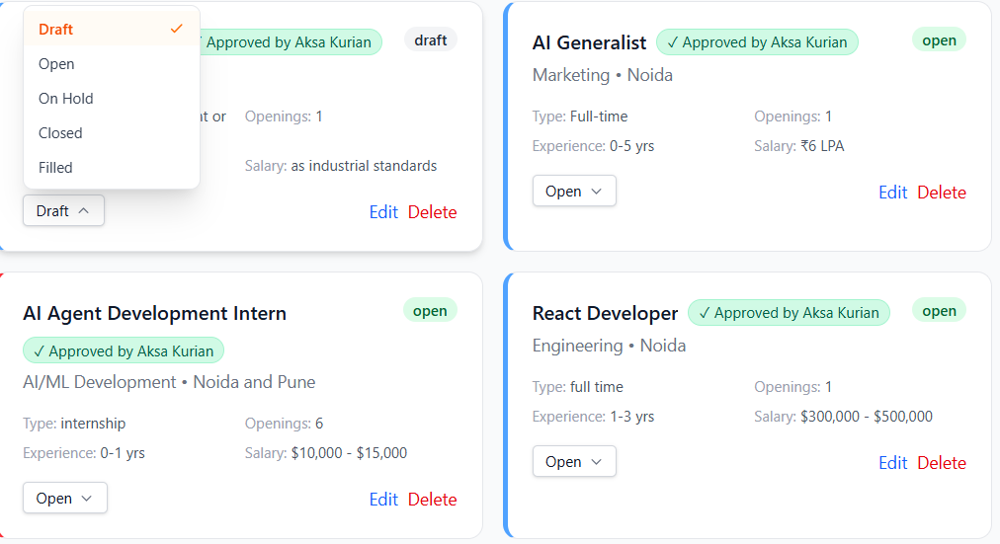 Draft
Open
On Hold
Closed
Filled
✓ Approved by Aksa Kurian
draft
or
Openings: 1
Salary: as industrial standards
Draft
Edit Delete
AI Generalist ✓ Approved by Aksa Kurian open
Marketing • Noida
Type: Full-time Openings: 1
Experience: 0-5 yrs Salary: ₹6 LPA
Open
Edit Delete
AI Agent Development Intern open
✓ Approved by Aksa Kurian
AI/ML Development • Noida and Pune
Type: internship Openings: 6
Experience: 0-1 yrs Salary: $10,000 - $15,000
Open
Edit Delete
React Developer ✓ Approved by Aksa Kurian open
Engineering • Noida
Type: full time Openings: 1
Experience: 1-3 yrs Salary: $300,000 - $500,000
Open
Edit Delete